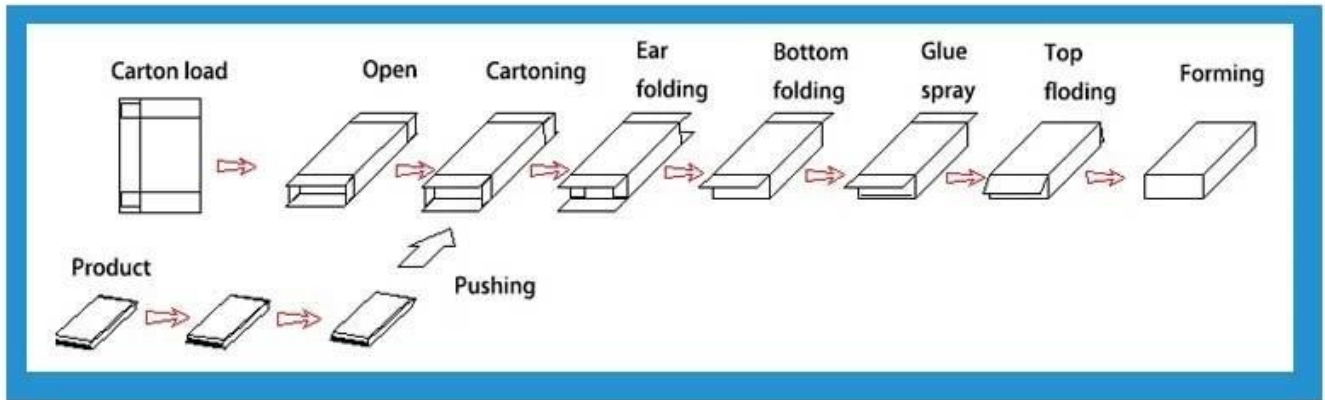 Carton load
Open
Cartoning
Ear
folding
Bottom
folding
Glue
spray
Top
floding
Forming
Product
Pushing